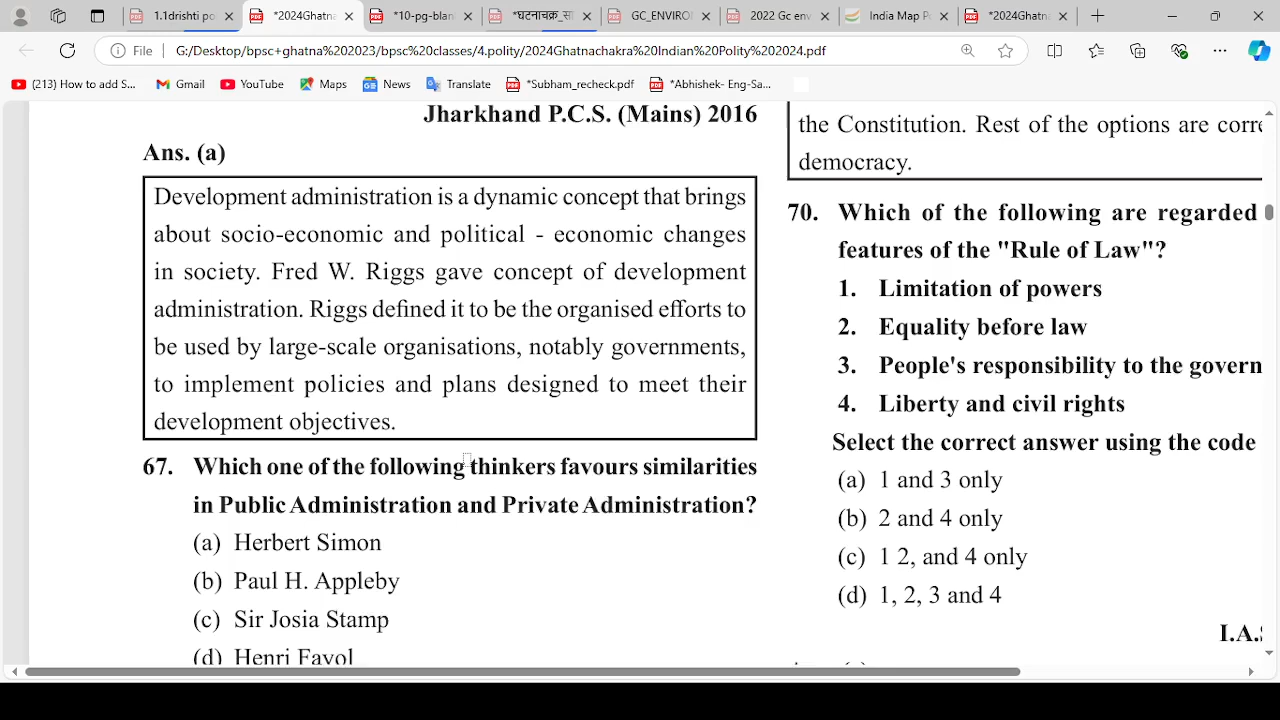 1.1drishti po
*2024Ghatna
*10-pg-blan
*घटनाचक्र_सा
GC_ENVIRO
2022 Gc env
India Map P
*2024Ghatna
File
G:/Desktop/bpsc+ghatna%202023/bpsc%20classes/4.polity/2024Ghatnachakra%20Indian%20Polity%202024.pdf
(213) How to add S...
Gmail
YouTube
Maps
News
Translate
*Subham_recheck.pdf
*Abhishek- Eng-Sa...
Jharkhand P.C.S. (Mains) 2016
Ans. (a)
Development administration is a dynamic concept that brings
about socio-economic and political - economic changes
in society. Fred W. Riggs gave concept of development
administration. Riggs defined it to be the organised efforts to
be used by large-scale organisations, notably governments,
to implement policies and plans designed to meet their
development objectives.
67. Which one of the following thinkers favours similarities
in Public Administration and Private Administration?
(a) Herbert Simon
(b) Paul H. Appleby
(c) Sir Josia Stamp
(d) Henri Fayol
the Constitution. Rest of the options are corre
democracy.
70. Which of the following are regarded
features of the "Rule of Law"?
1. Limitation of powers
2. Equality before law
3. People's responsibility to the govern
4. Liberty and civil rights
Select the correct answer using the code
(a) 1 and 3 only
(b) 2 and 4 only
(c) 1 2, and 4 only
(d) 1, 2, 3 and 4
I.A.S